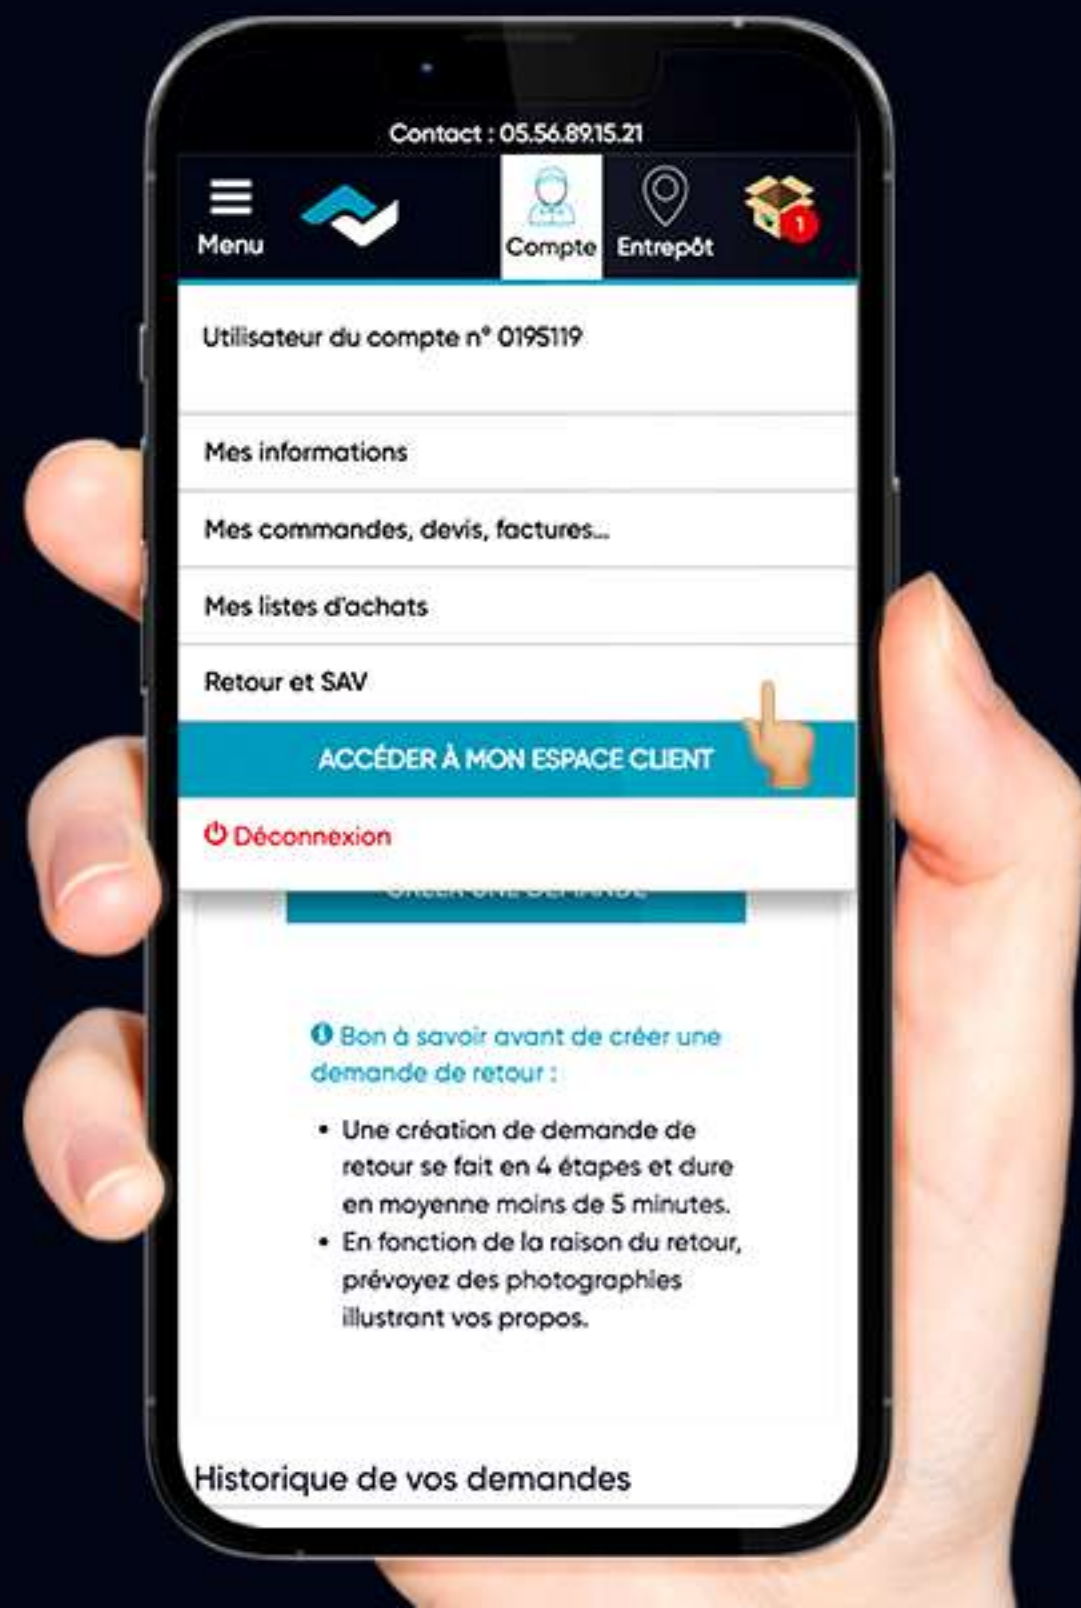 Contact : 05.56.89.15.21
Menu
Compte
Entrepôt
1
Utilisateur du compte n° 0195119
Mes informations
Mes commandes, devis, factures...
Mes listes d'achats
Retour et SAV
ACCÉDER À MON ESPACE CLIENT
Déconnexion
CRÉER UNE DEMANDE
Bon à savoir avant de créer une
demande de retour :
• Une création de demande de
retour se fait en 4 étapes et dure
en moyenne moins de 5 minutes.
• En fonction de la raison du retour,
prévoyez des photographies
illustrant vos propos.
Historique de vos demandes